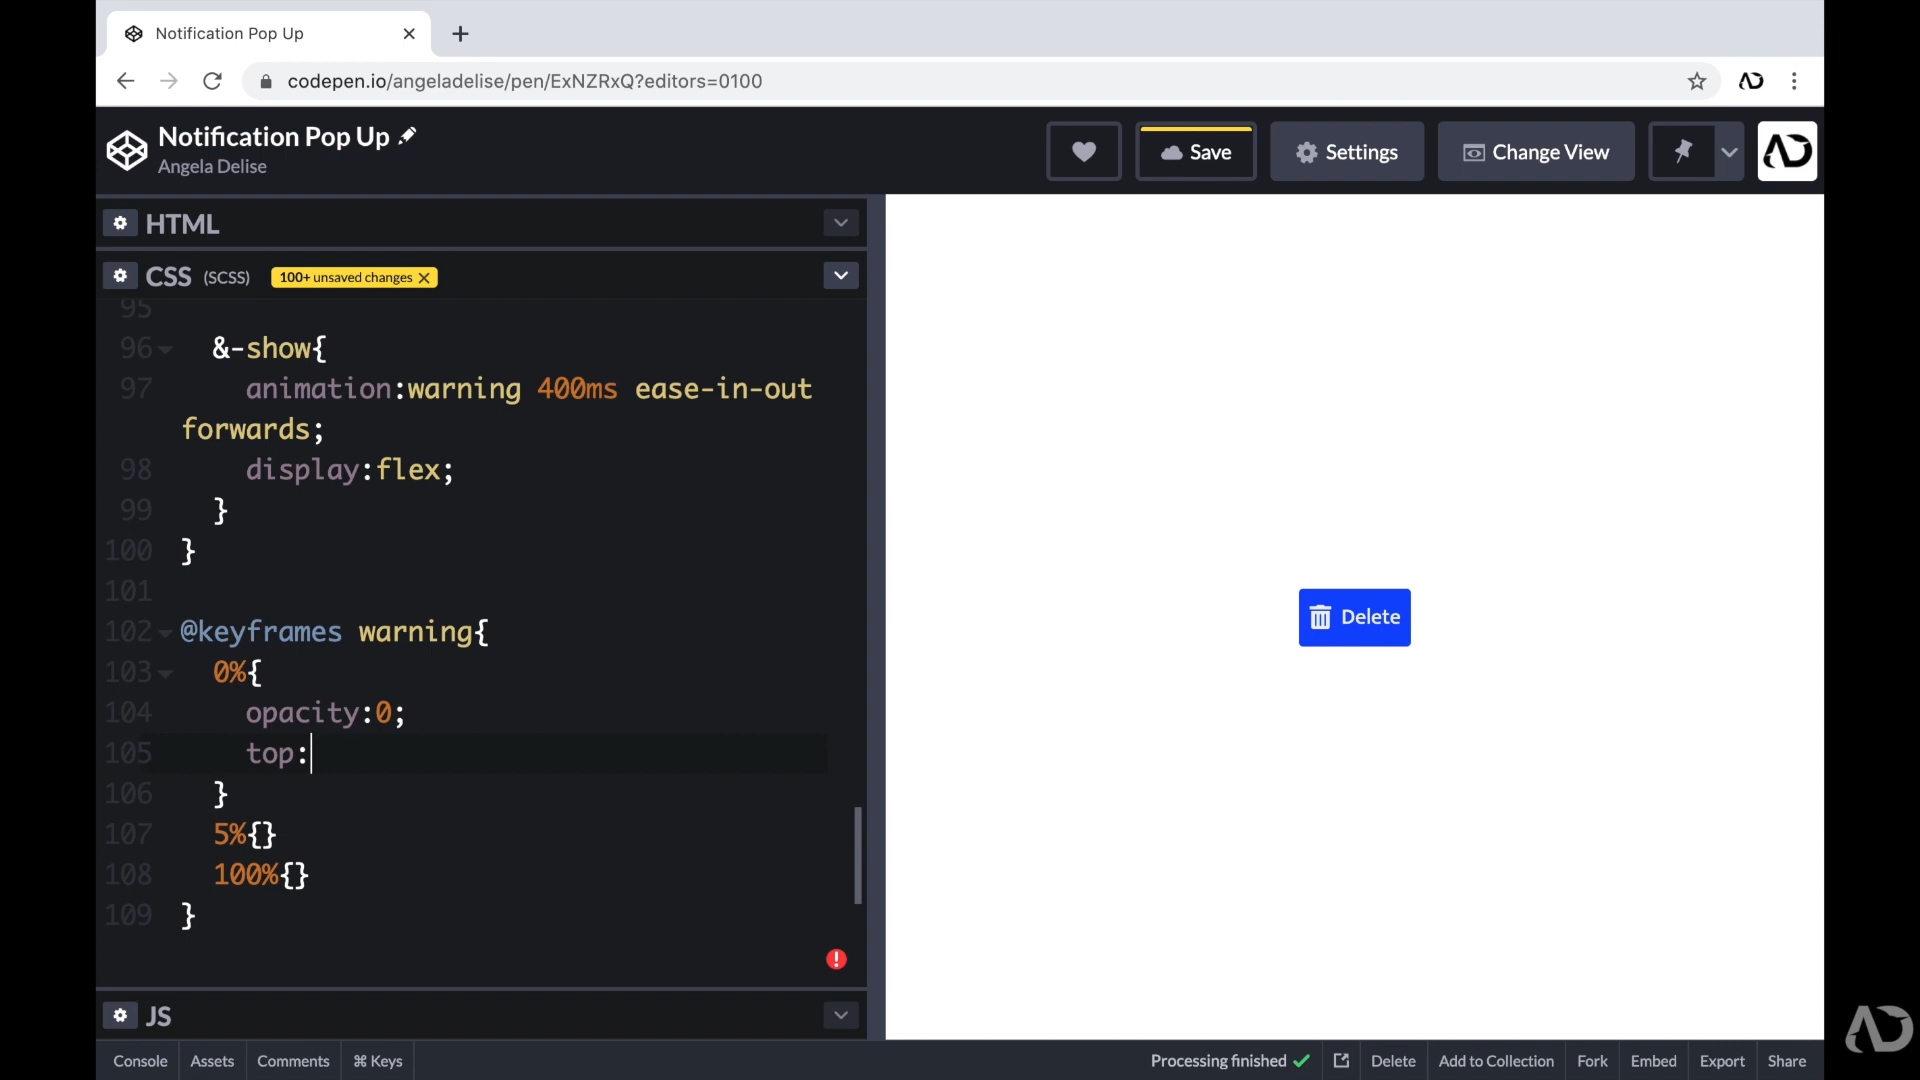 Notification Pop Up
codepen.io/angeladelise/pen/ExNZRxQ?editors=0100
Notification Pop Up
Angela Delise
Save
Settings
Change View
HTML
CSS (SCSS) 100+ unsaved changes
95
96 &-show{
97 animation:warning 400ms ease-in-out
forwards;
98 display:flex;
99 }
100 }
101
102 @keyframes warning{
103 0%{
104 opacity:0;
105 top:
106 }
107 5%{}
108 100%{}
109 }
Delete
JS
Console Assets Comments ⌘ Keys Processing finished Delete Add to Collection Fork Embed Export Share